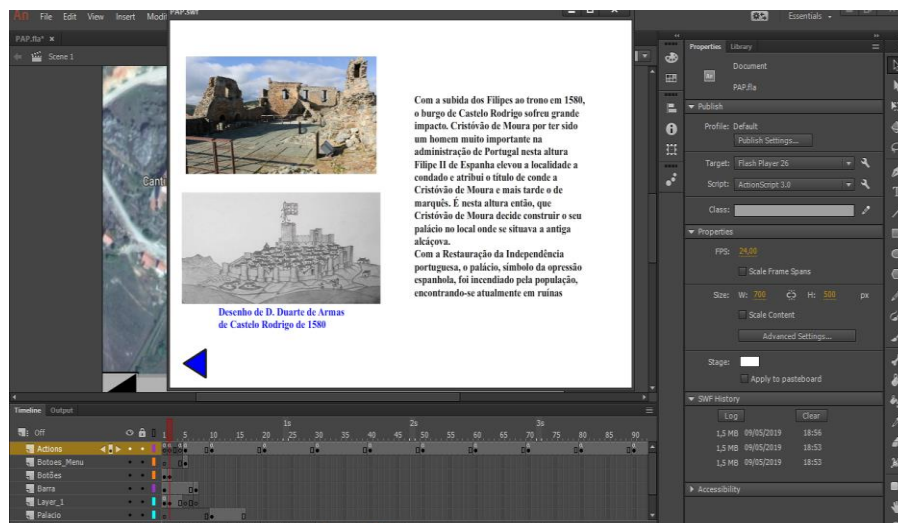 An File Edit View Insert Modi
PAP.swf
Essentials
PAP.fla* ×
Scene 1
Canti
Com a subida dos Filipes ao trono em 1580,
o burgo de Castelo Rodrigo sofreu grande
impacto. Cristóvão de Moura por ter sido
um homem muito importante na
administração de Portugal nesta altura
Filipe II de Espanha elevou a localidade a
condado e atribui o título de conde a
Cristóvão de Moura e mais tarde o de
marquês. É nesta altura então, que
Cristóvão de Moura decide construir o seu
palácio no local onde se situava a antiga
alcáçova.
Com a Restauração da Independência
portuguesa, o palácio, símbolo da opressão
espanhola, foi incendiado pela população,
encontrando-se atualmente em ruínas
Desenho de D. Duarte de Armas
de Castelo Rodrigo de 1580
Properties Library
An
Document
PAP.fla
Publish
Profile: Default
Publish Settings...
Target: Flash Player 26
Script: ActionScript 3.0
Class:
Properties
FPS: 24,00
Scale Frame Spans
Size: W: 700 H: 500 px
Scale Content
Advanced Settings...
Stage:
Apply to pasteboard
SWF History
Log Clear
1,5 MB 09/05/2019 18:56
1,5 MB 09/05/2019 18:53
1,5 MB 09/05/2019 18:53
Accessibility
Timeline Output
1s 2s 3s
Off 1 5 10 15 20 25 30 35 40 45 50 55 60 65 70 75 80 85 90
Actions
Botoes_Menu
Botões
Barra
Layer_1
Palacio